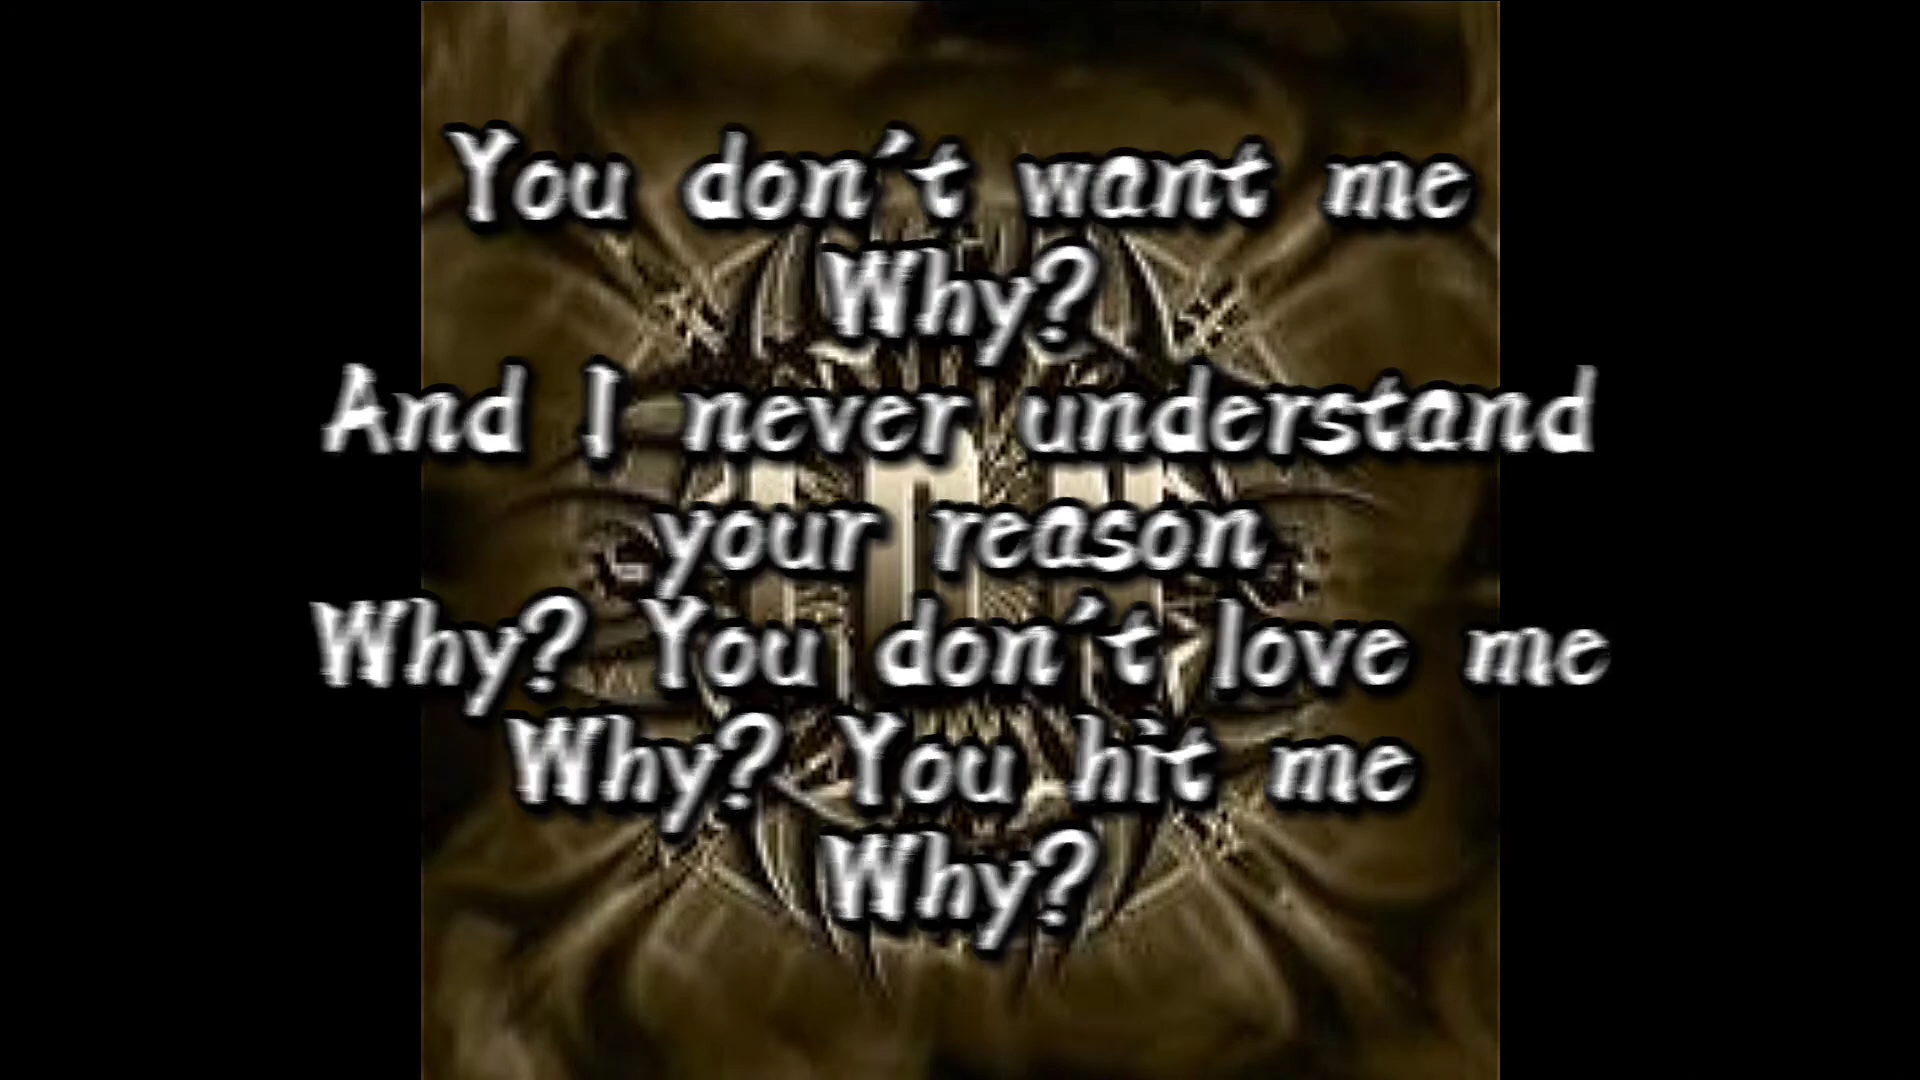 You don't want me
Why?
And I never understand
your reason
Why? You don't love me
Why? You hit me
Why?